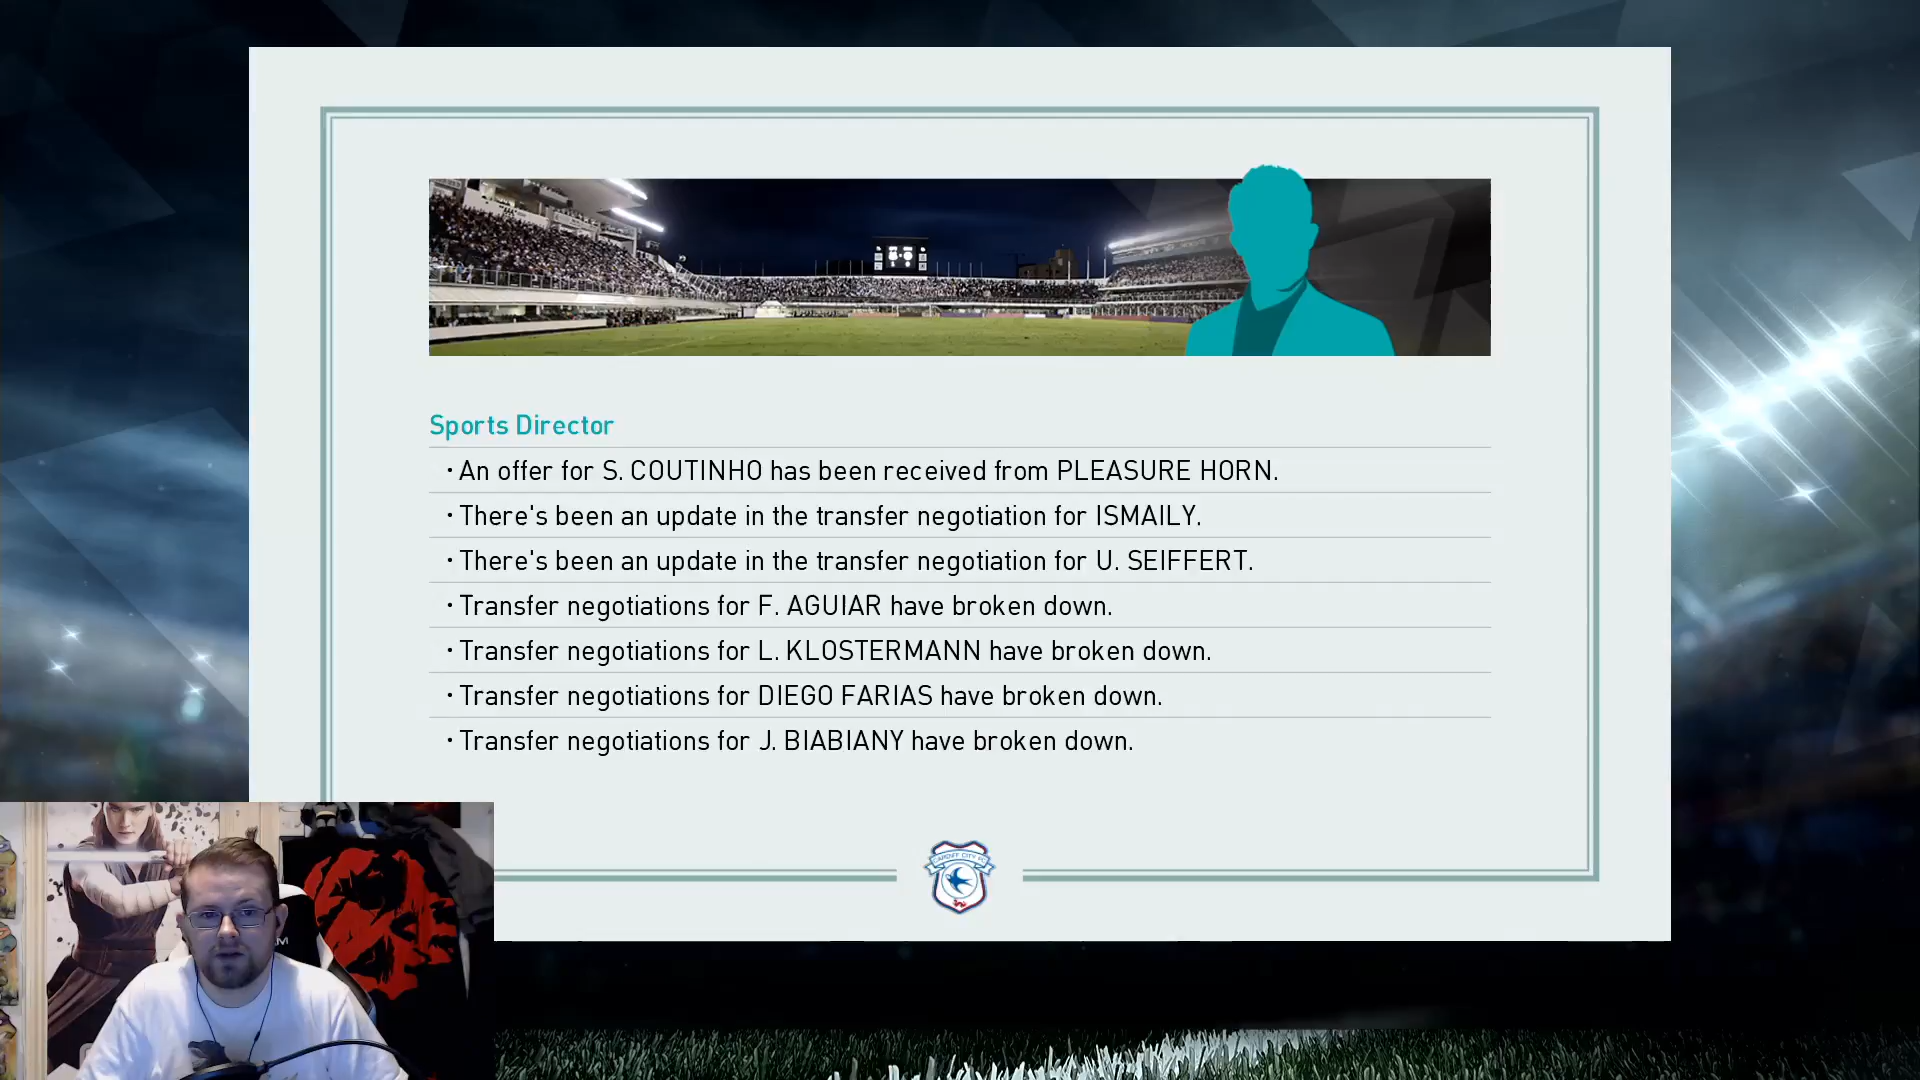 Sports Director
· An offer for S. COUTINHO has been received from PLEASURE HORN.
· There's been an update in the transfer negotiation for ISMAILY.
· There's been an update in the transfer negotiation for U. SEIFFERT.
· Transfer negotiations for F. AGUIAR have broken down.
· Transfer negotiations for L. KLOSTERMANN have broken down.
· Transfer negotiations for DIEGO FARIAS have broken down.
· Transfer negotiations for J. BIABIANY have broken down.
CARDIFF CITY FC